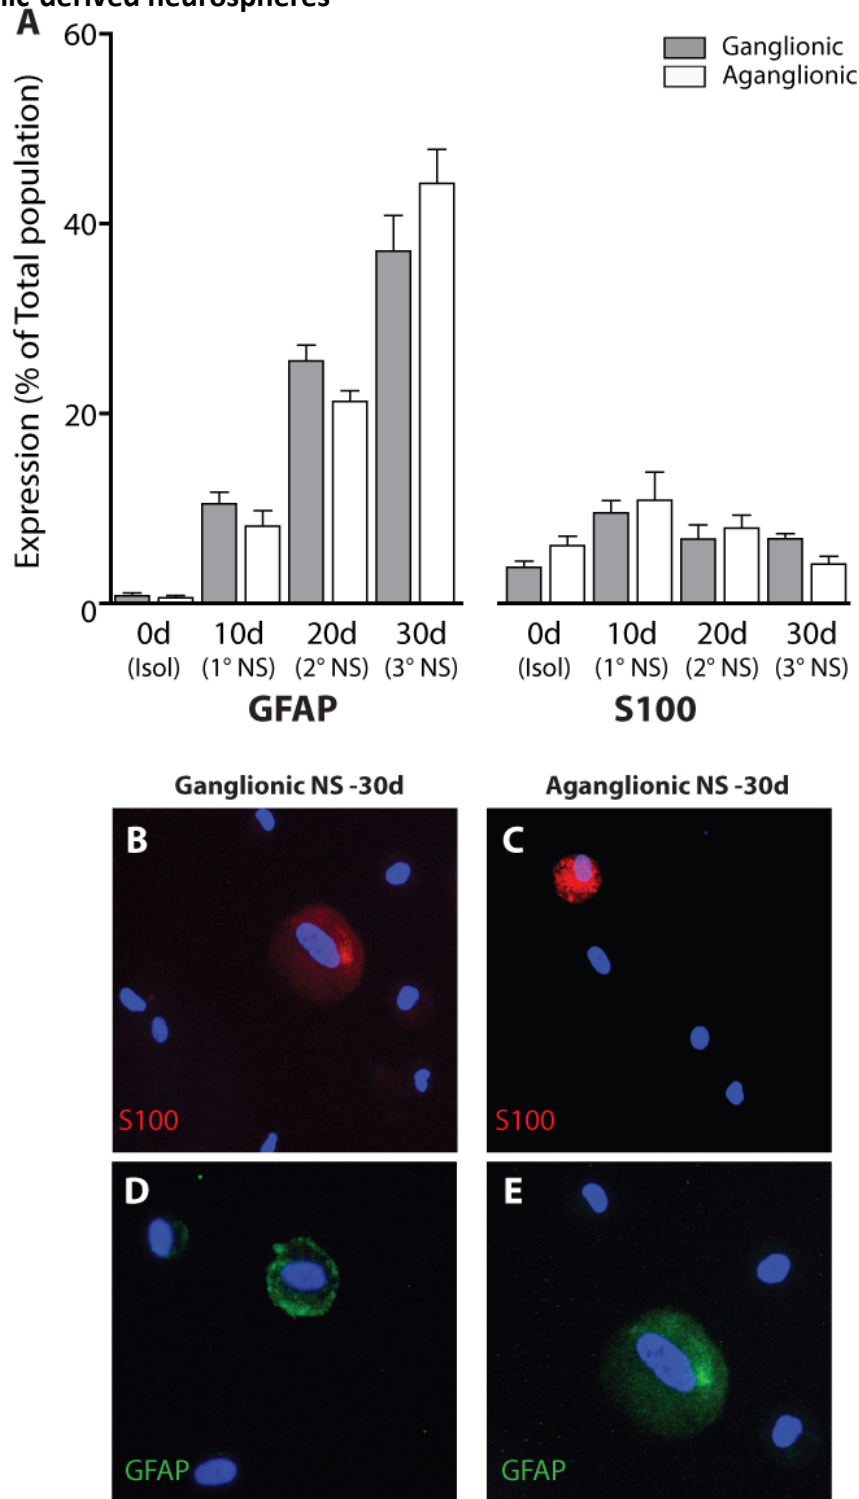 derived neurospheres
A
Ganglionic
Aganglionic
Expression (% of Total population)
60
40
20
0
0d 10d 20d 30d
(Isol) (1° NS) (2° NS) (3° NS)
GFAP
0d 10d 20d 30d
(Isol) (1° NS) (2° NS) (3° NS)
S100
Ganglionic NS -30d
Aganglionic NS -30d
B
S100
C
S100
D
GFAP
E
GFAP